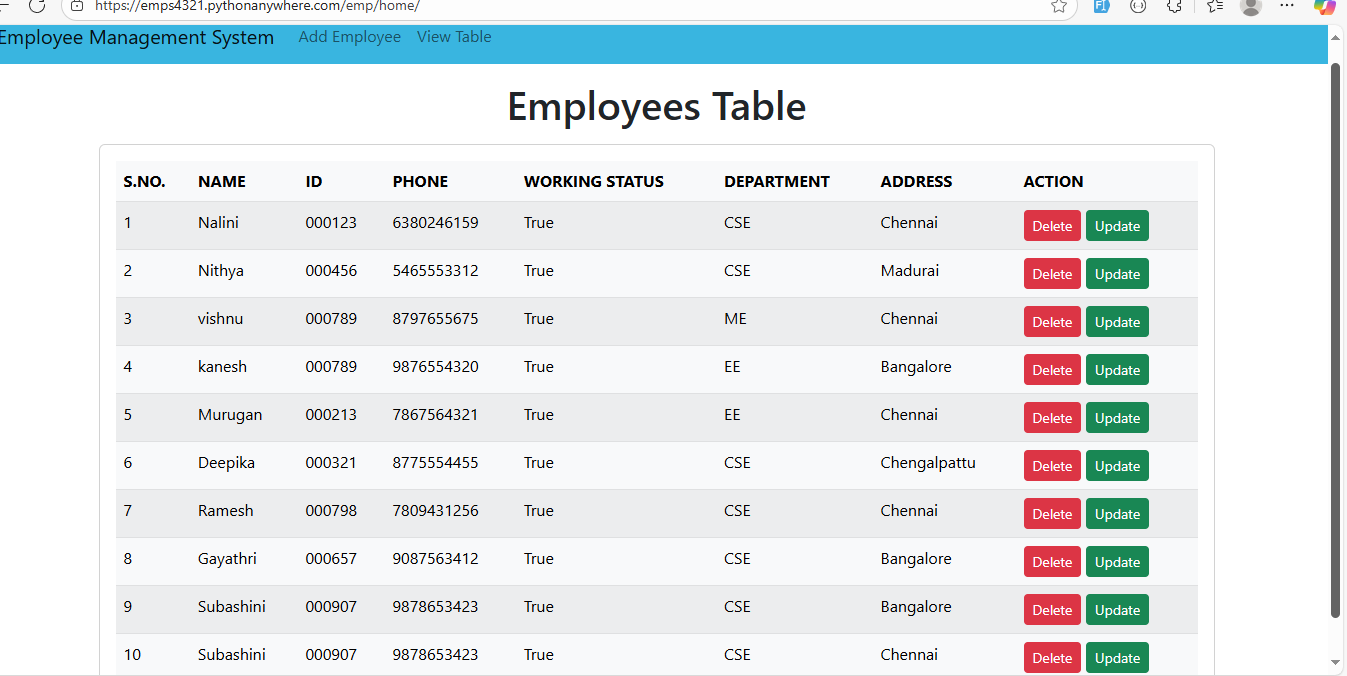 https://emps4321.pythonanywhere.com/emp/home/
Employee Management System Add Employee View Table
Employees Table
S.NO. NAME ID PHONE WORKING STATUS DEPARTMENT ADDRESS ACTION
1 Nalini 000123 6380246159 True CSE Chennai Delete Update
2 Nithya 000456 5465553312 True CSE Madurai Delete Update
3 vishnu 000789 8797655675 True ME Chennai Delete Update
4 kanesh 000789 9876554320 True EE Bangalore Delete Update
5 Murugan 000213 7867564321 True EE Chennai Delete Update
6 Deepika 000321 8775554455 True CSE Chengalpattu Delete Update
7 Ramesh 000798 7809431256 True CSE Chennai Delete Update
8 Gayathri 000657 9087563412 True CSE Bangalore Delete Update
9 Subashini 000907 9878653423 True CSE Bangalore Delete Update
10 Subashini 000907 9878653423 True CSE Chennai Delete Update